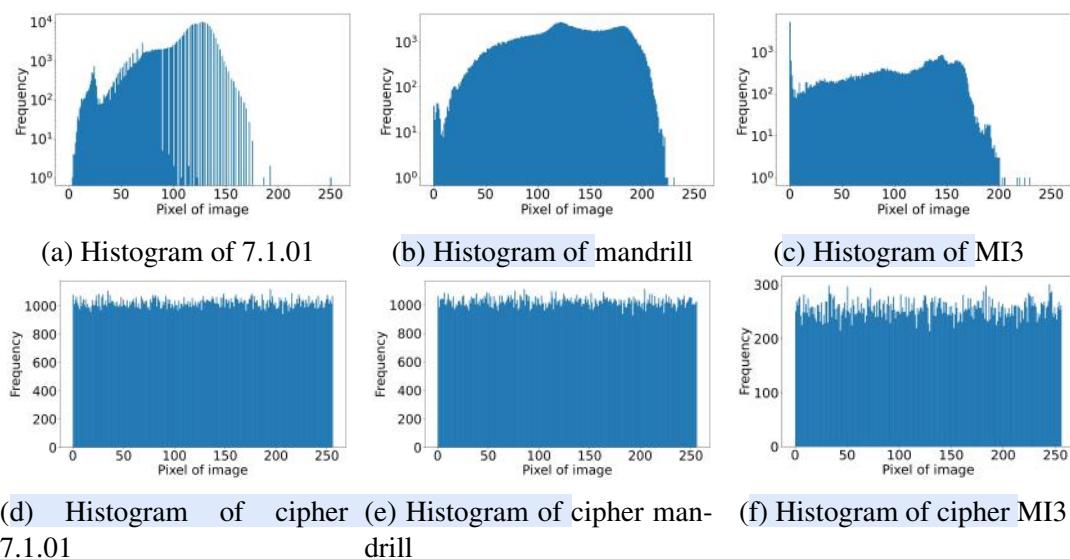 10⁴
10³
10²
10¹
10⁰
Frequency
0 50 100 150 200 250
Pixel of image
10³
10²
10¹
10⁰
Frequency
0 50 100 150 200 250
Pixel of image
10³
10²
10¹
10⁰
Frequency
0 50 100 150 200 250
Pixel of image
(a) Histogram of 7.1.01
(b) Histogram of mandrill
(c) Histogram of MI3
1000
800
600
400
200
0
Frequency
0 50 100 150 200 250
Pixel of image
1000
800
600
400
200
0
Frequency
0 50 100 150 200 250
Pixel of image
300
200
100
0
Frequency
0 50 100 150 200 250
Pixel of image
(d) Histogram of cipher
7.1.01
(e) Histogram of cipher man-
drill
(f) Histogram of cipher MI3